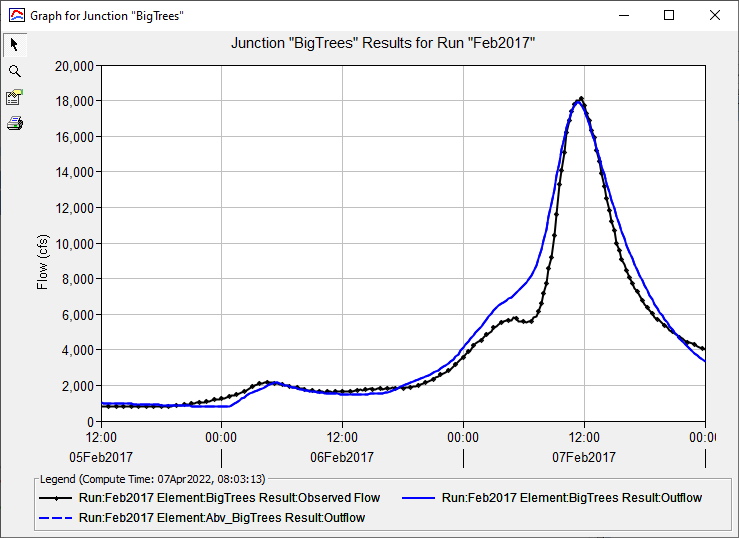 Graph for Junction "BigTrees"
Junction "BigTrees" Results for Run "Feb2017"
20,000
18,000
16,000
14,000
12,000
10,000
8,000
6,000
4,000
2,000
0
Flow (cfs)
12:00 00:00 12:00 00:00 12:00 00:00
05Feb2017 06Feb2017 07Feb2017
Legend (Compute Time: 07Apr2022, 08:03:13)
Run:Feb2017 Element:BigTrees Result:Observed Flow Run:Feb2017 Element:BigTrees Result:Outflow
Run:Feb2017 Element:Abv_BigTrees Result:Outflow